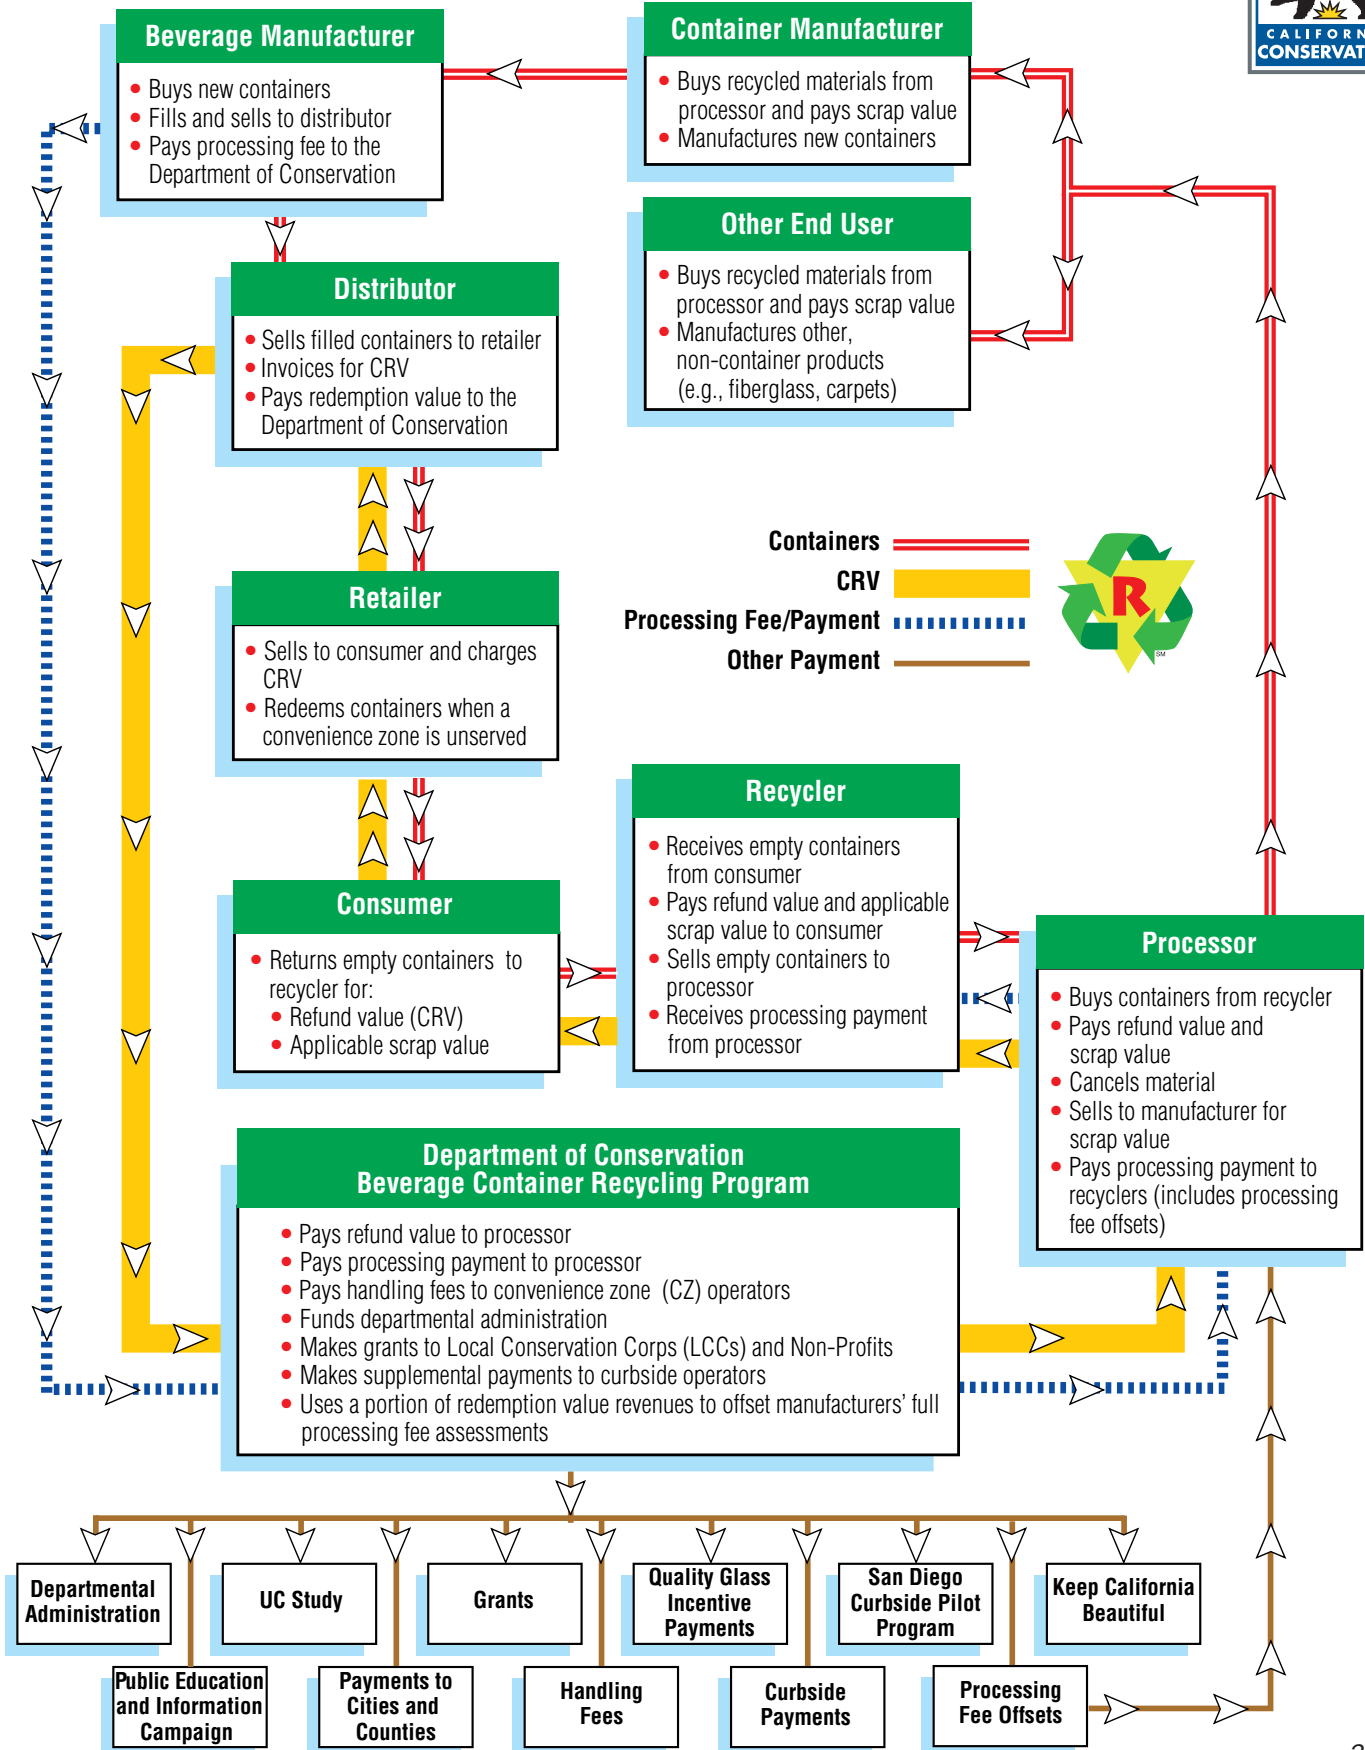 Beverage Manufacturer
• Buys new containers
• Fills and sells to distributor
• Pays processing fee to the
Department of Conservation
Container Manufacturer
• Buys recycled materials from
processor and pays scrap value
• Manufactures new containers
CONSERVAT
Other End User
• Buys recycled materials from
processor and pays scrap value
• Manufactures other,
non-container products
(e.g., fiberglass, carpets)
Distributor
• Sells filled containers to retailer
• Invoices for CRV
• Pays redemption value to the
Department of Conservation
Containers
CRV
Processing Fee/Payment
Other Payment
R
SM
Retailer
• Sells to consumer and charges
CRV
• Redeems containers when a
convenience zone is unserved
Consumer
• Returns empty containers to
recycler for:
• Refund value (CRV)
• Applicable scrap value
Recycler
• Receives empty containers
from consumer
• Pays refund value and applicable
scrap value to consumer
• Sells empty containers to
processor
• Receives processing payment
from processor
Processor
• Buys containers from recycler
• Pays refund value and
scrap value
• Cancels material
• Sells to manufacturer for
scrap value
• Pays processing payment to
recyclers (includes processing
fee offsets)
Department of Conservation
Beverage Container Recycling Program
• Pays refund value to processor
• Pays processing payment to processor
• Pays handling fees to convenience zone (CZ) operators
• Funds departmental administration
• Makes grants to Local Conservation Corps (LCCs) and Non-Profits
• Makes supplemental payments to curbside operators
• Uses a portion of redemption value revenues to offset manufacturers’ full
processing fee assessments
Departmental
Administration
UC Study
Grants
Quality Glass
Incentive
Payments
San Diego
Curbside Pilot
Program
Keep California
Beautiful
Public Education
and Information
Campaign
Payments to
Cities and
Counties
Handling
Fees
Curbside
Payments
Processing
Fee Offsets